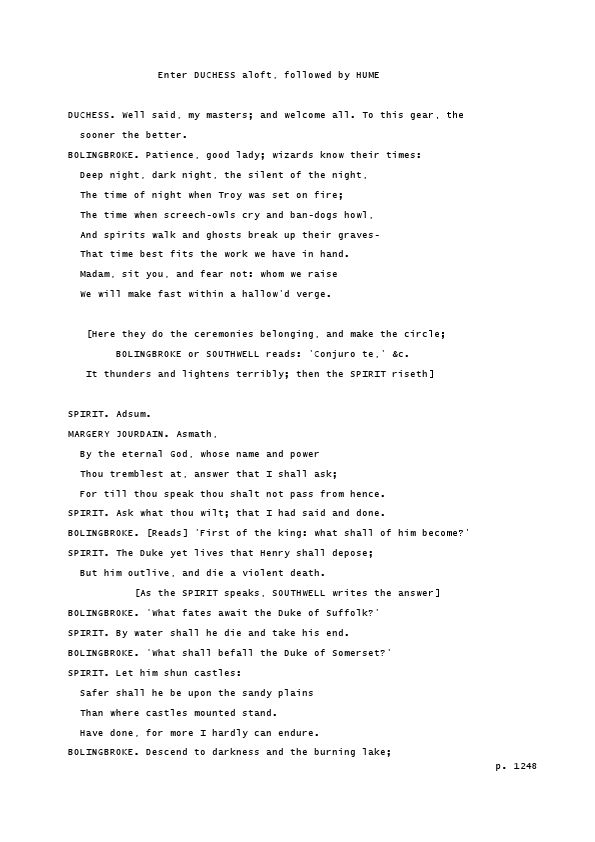 Enter DUCHESS aloft, followed by HUME
DUCHESS. Well said, my masters; and welcome all. To this gear, the
sooner the better.
BOLINGBROKE. Patience, good lady; wizards know their times:
Deep night, dark night, the silent of the night,
The time of night when Troy was set on fire;
The time when screech-owls cry and ban-dogs howl,
And spirits walk and ghosts break up their graves-
That time best fits the work we have in hand.
Madam, sit you, and fear not: whom we raise
We will make fast within a hallow'd verge.
[Here they do the ceremonies belonging, and make the circle;
BOLINGBROKE or SOUTHWELL reads: 'Conjuro te,' &c.
It thunders and lightens terribly; then the SPIRIT riseth]
SPIRIT. Adsum.
MARGERY JOURDAIN. Asmath,
By the eternal God, whose name and power
Thou tremblest at, answer that I shall ask;
For till thou speak thou shalt not pass from hence.
SPIRIT. Ask what thou wilt; that I had said and done.
BOLINGBROKE. [Reads] 'First of the king: what shall of him become?'
SPIRIT. The Duke yet lives that Henry shall depose;
But him outlive, and die a violent death.
[As the SPIRIT speaks, SOUTHWELL writes the answer]
BOLINGBROKE. 'What fates await the Duke of Suffolk?'
SPIRIT. By water shall he die and take his end.
BOLINGBROKE. 'What shall befall the Duke of Somerset?'
SPIRIT. Let him shun castles:
Safer shall he be upon the sandy plains
Than where castles mounted stand.
Have done, for more I hardly can endure.
BOLINGBROKE. Descend to darkness and the burning lake;
p. 1248